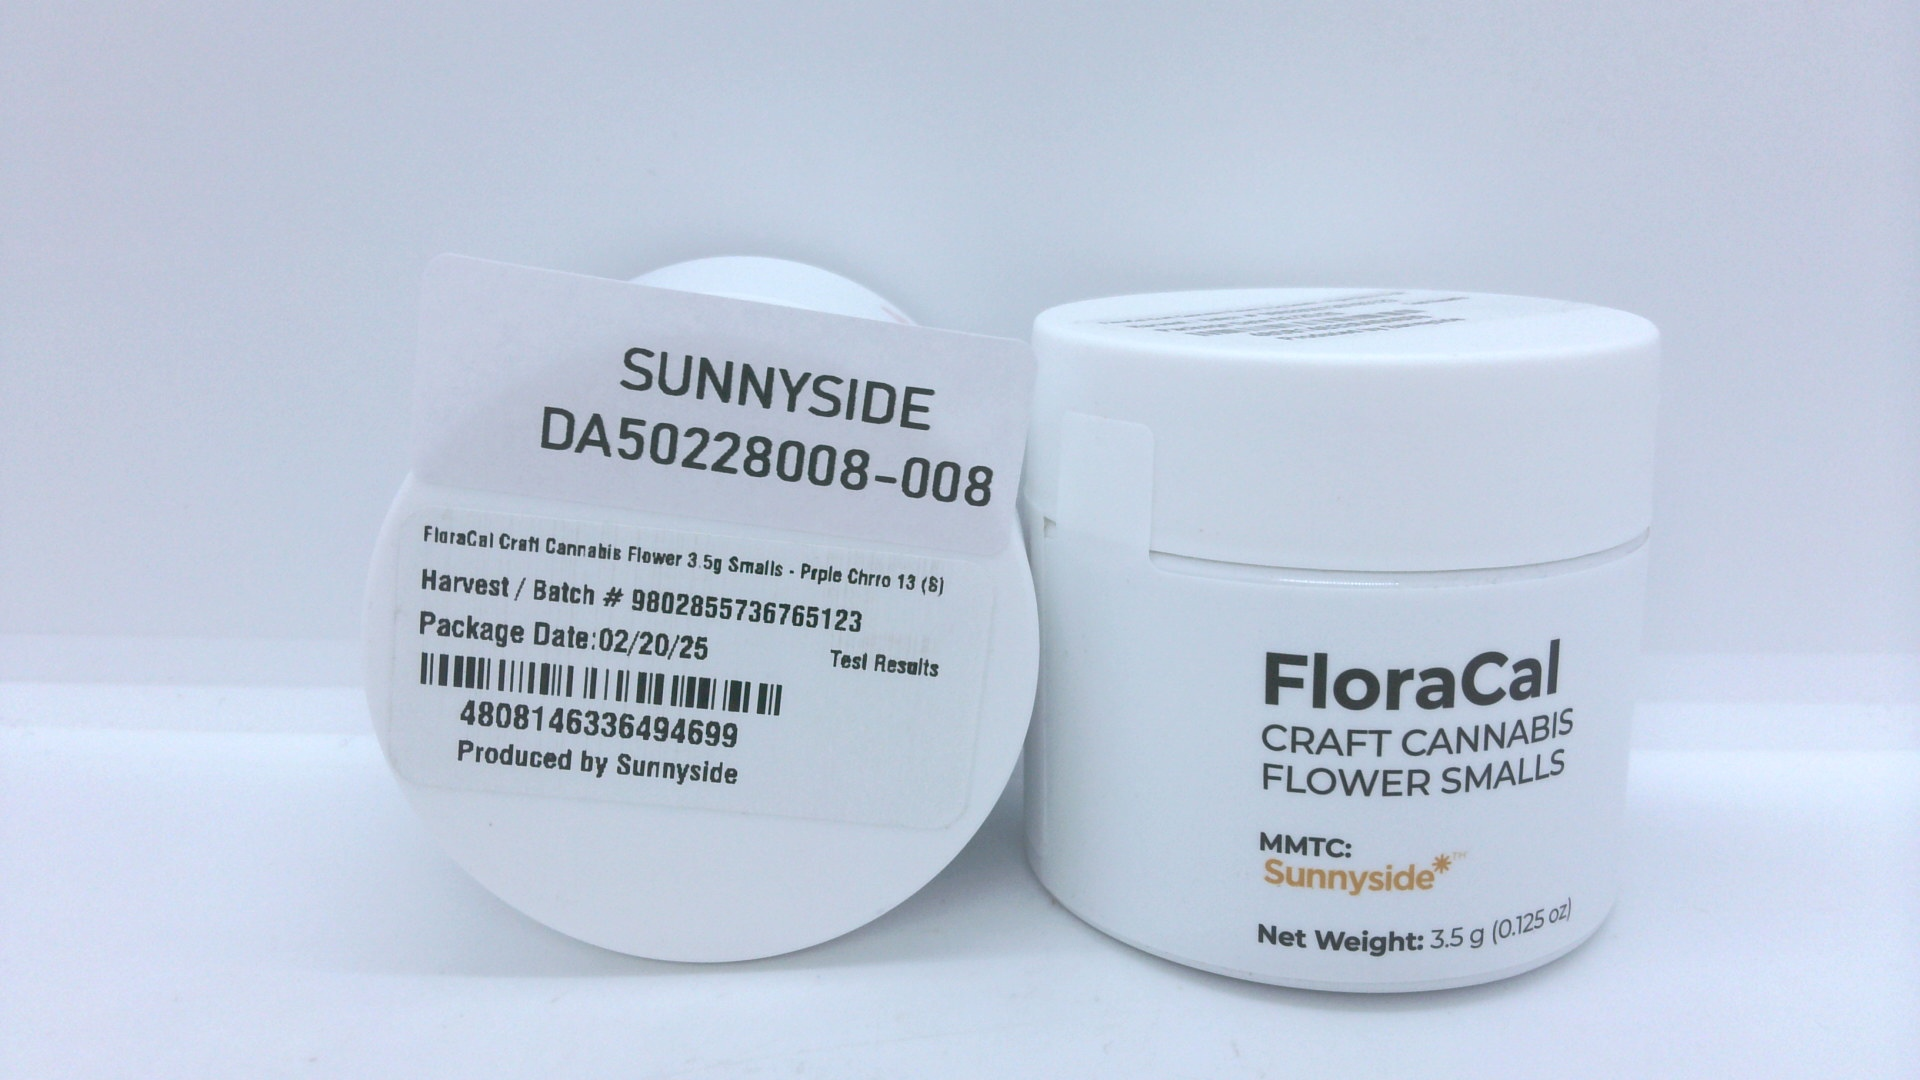 SUNNYSIDE
DA50228008-008
FloraCal Craft Cannabis Flower 3.5g Smalls - Prple Chrro 13 (S)
Harvest / Batch # 9802855736765123
Package Date:02/20/25
Test Results
4808146336494699
Produced by Sunnyside
FloraCal
CRAFT CANNABIS
FLOWER SMALLS
MMTC:
Sunnyside*™
Net Weight: 3.5 g (0.125 oz)